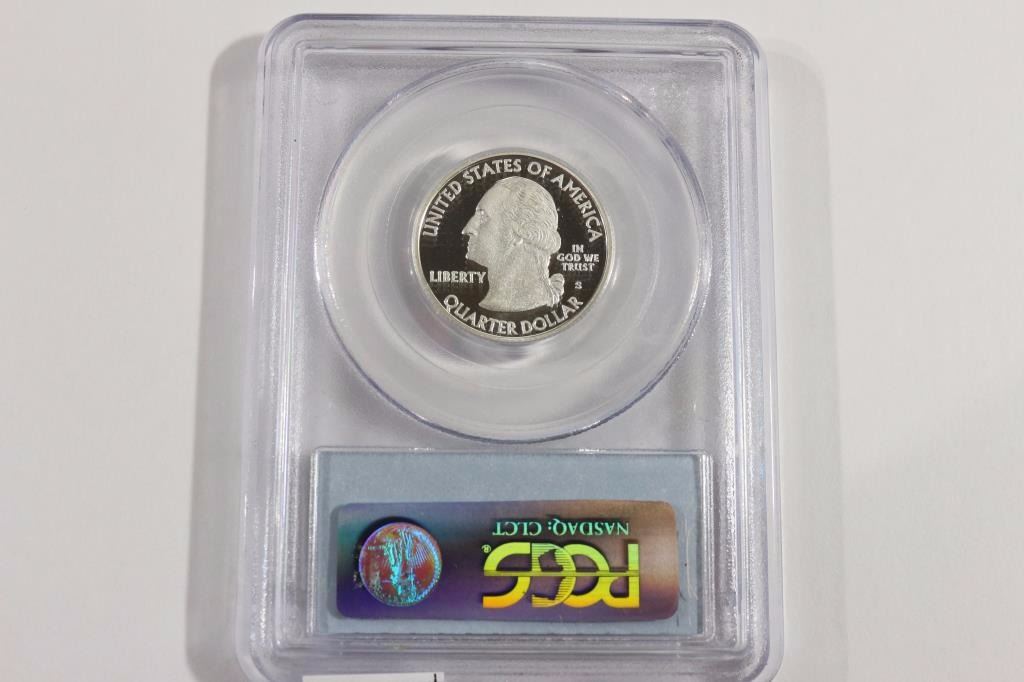 UNITED STATES OF AMERICA
IN
GOD WE
TRUST
LIBERTY
S
QUARTER DOLLAR
NASDAQ: CLCT
PCGS®